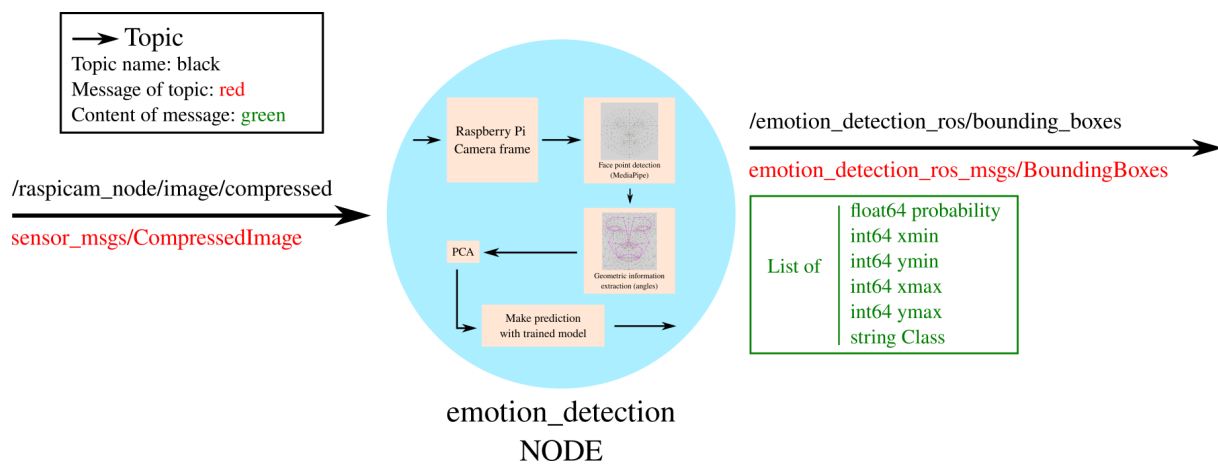 Topic
Topic name: black
Message of topic: red
Content of message: green
/raspicam_node/image/compressed
sensor_msgs/CompressedImage
Raspberry Pi
Camera frame
Face point detection
(MediaPipe)
Geometric information
extraction (angles)
PCA
Make prediction
with trained model
emotion_detection
NODE
/emotion_detection_ros/bounding_boxes
emotion_detection_ros_msgs/BoundingBoxes
List of
float64 probability
int64 xmin
int64 ymin
int64 xmax
int64 ymax
string Class